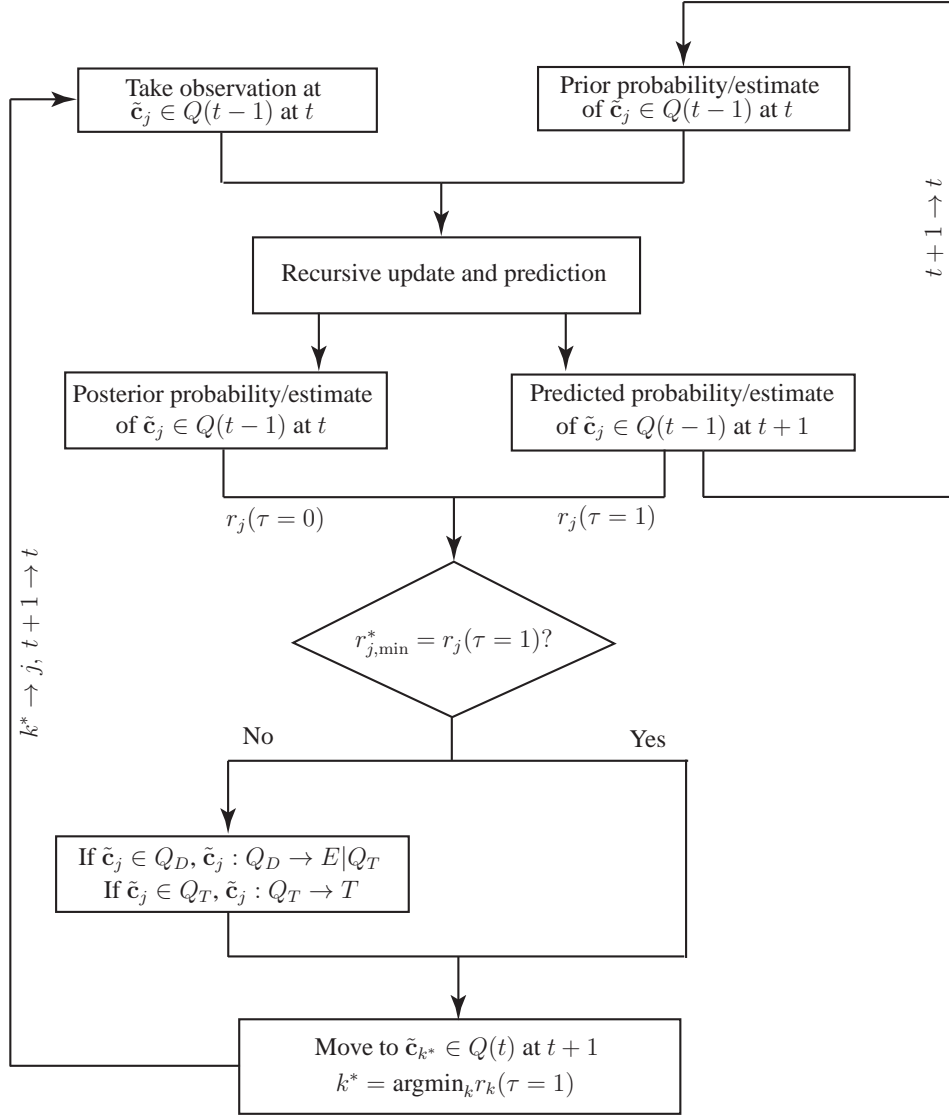 Take observation at
c̃_j ∈ Q(t − 1) at t
Prior probability/estimate
of c̃_j ∈ Q(t − 1) at t
t + 1 → t
Recursive update and prediction
Posterior probability/estimate
of c̃_j ∈ Q(t − 1) at t
Predicted probability/estimate
of c̃_j ∈ Q(t − 1) at t + 1
r_j(τ = 0)
r_j(τ = 1)
k* → j, t + 1 → t
r*_{j,min} = r_j(τ = 1)?
No
Yes
If c̃_j ∈ Q_D, c̃_j : Q_D → E|Q_T
If c̃_j ∈ Q_T, c̃_j : Q_T → T
Move to c̃_{k*} ∈ Q(t) at t + 1
k* = argmin_k r_k(τ = 1)